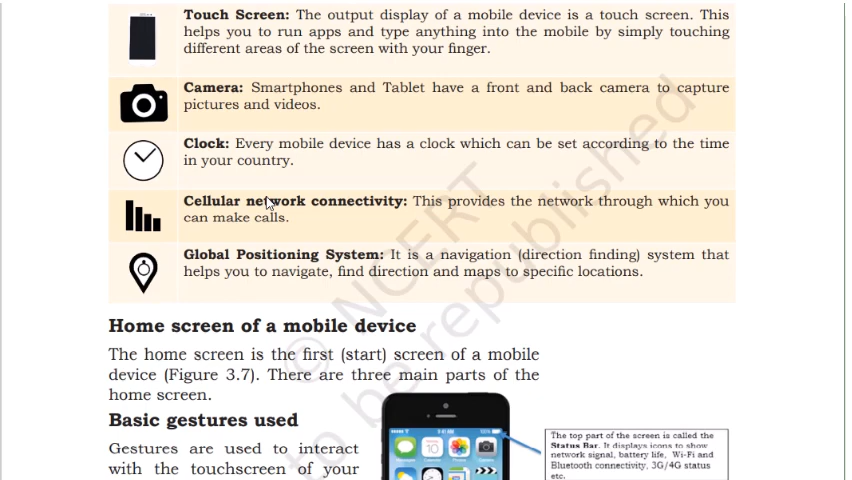 Touch Screen: The output display of a mobile device is a touch screen. This
helps you to run apps and type anything into the mobile by simply touching
different areas of the screen with your finger.
Camera: Smartphones and Tablet have a front and back camera to capture
pictures and videos.
Clock: Every mobile device has a clock which can be set according to the time
in your country.
Cellular network connectivity: This provides the network through which you
can make calls.
Global Positioning System: It is a navigation (direction finding) system that
helps you to navigate, find direction and maps to specific locations.
Home screen of a mobile device
The home screen is the first (start) screen of a mobile
device (Figure 3.7). There are three main parts of the
home screen.
Basic gestures used
Gestures are used to interact
with the touchscreen of your
The top part of the screen is called the
Status Bar. It displays icons to show
network signal, battery life, Wi-Fi and
Bluetooth connectivity, 3G/4G status
etc.
© NCERT
to be republished